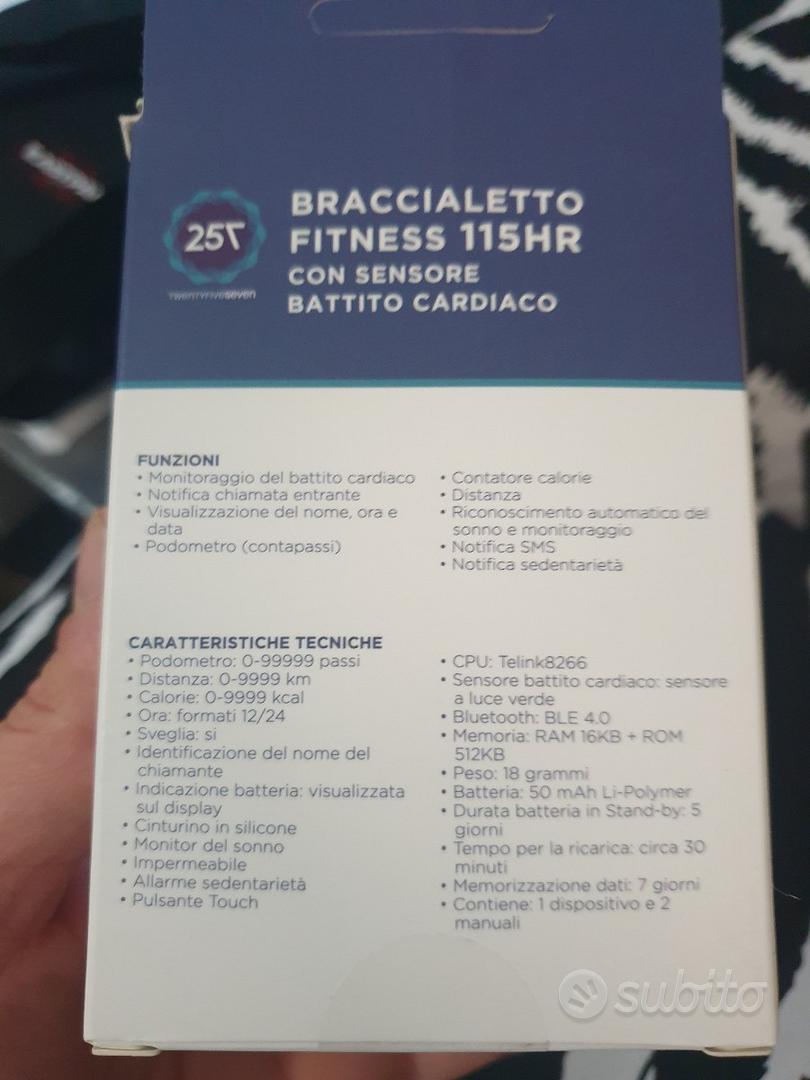 257
TWENTYFIVESEVEN
BRACCIALETTO
FITNESS 115HR
CON SENSORE
BATTITO CARDIACO
FUNZIONI
• Monitoraggio del battito cardiaco
• Notifica chiamata entrante
• Visualizzazione del nome, ora e
data
• Podometro (contapassi)
• Contatore calorie
• Distanza
• Riconoscimento automatico del
sonno e monitoraggio
• Notifica SMS
• Notifica sedentarietà
CARATTERISTICHE TECNICHE
• Podometro: 0-99999 passi
• Distanza: 0-9999 km
• Calorie: 0-9999 kcal
• Ora: formati 12/24
• Sveglia: si
• Identificazione del nome del
chiamante
• Indicazione batteria: visualizzata
sul display
• Cinturino in silicone
• Monitor del sonno
• Impermeabile
• Allarme sedentarietà
• Pulsante Touch
• CPU: Telink8266
• Sensore battito cardiaco: sensore
a luce verde
• Bluetooth: BLE 4.0
• Memoria: RAM 16KB + ROM
512KB
• Peso: 18 grammi
• Batteria: 50 mAh Li-Polymer
• Durata batteria in Stand-by: 5
giorni
• Tempo per la ricarica: circa 30
minuti
• Memorizzazione dati: 7 giorni
• Contiene: 1 dispositivo e 2
manuali
subito